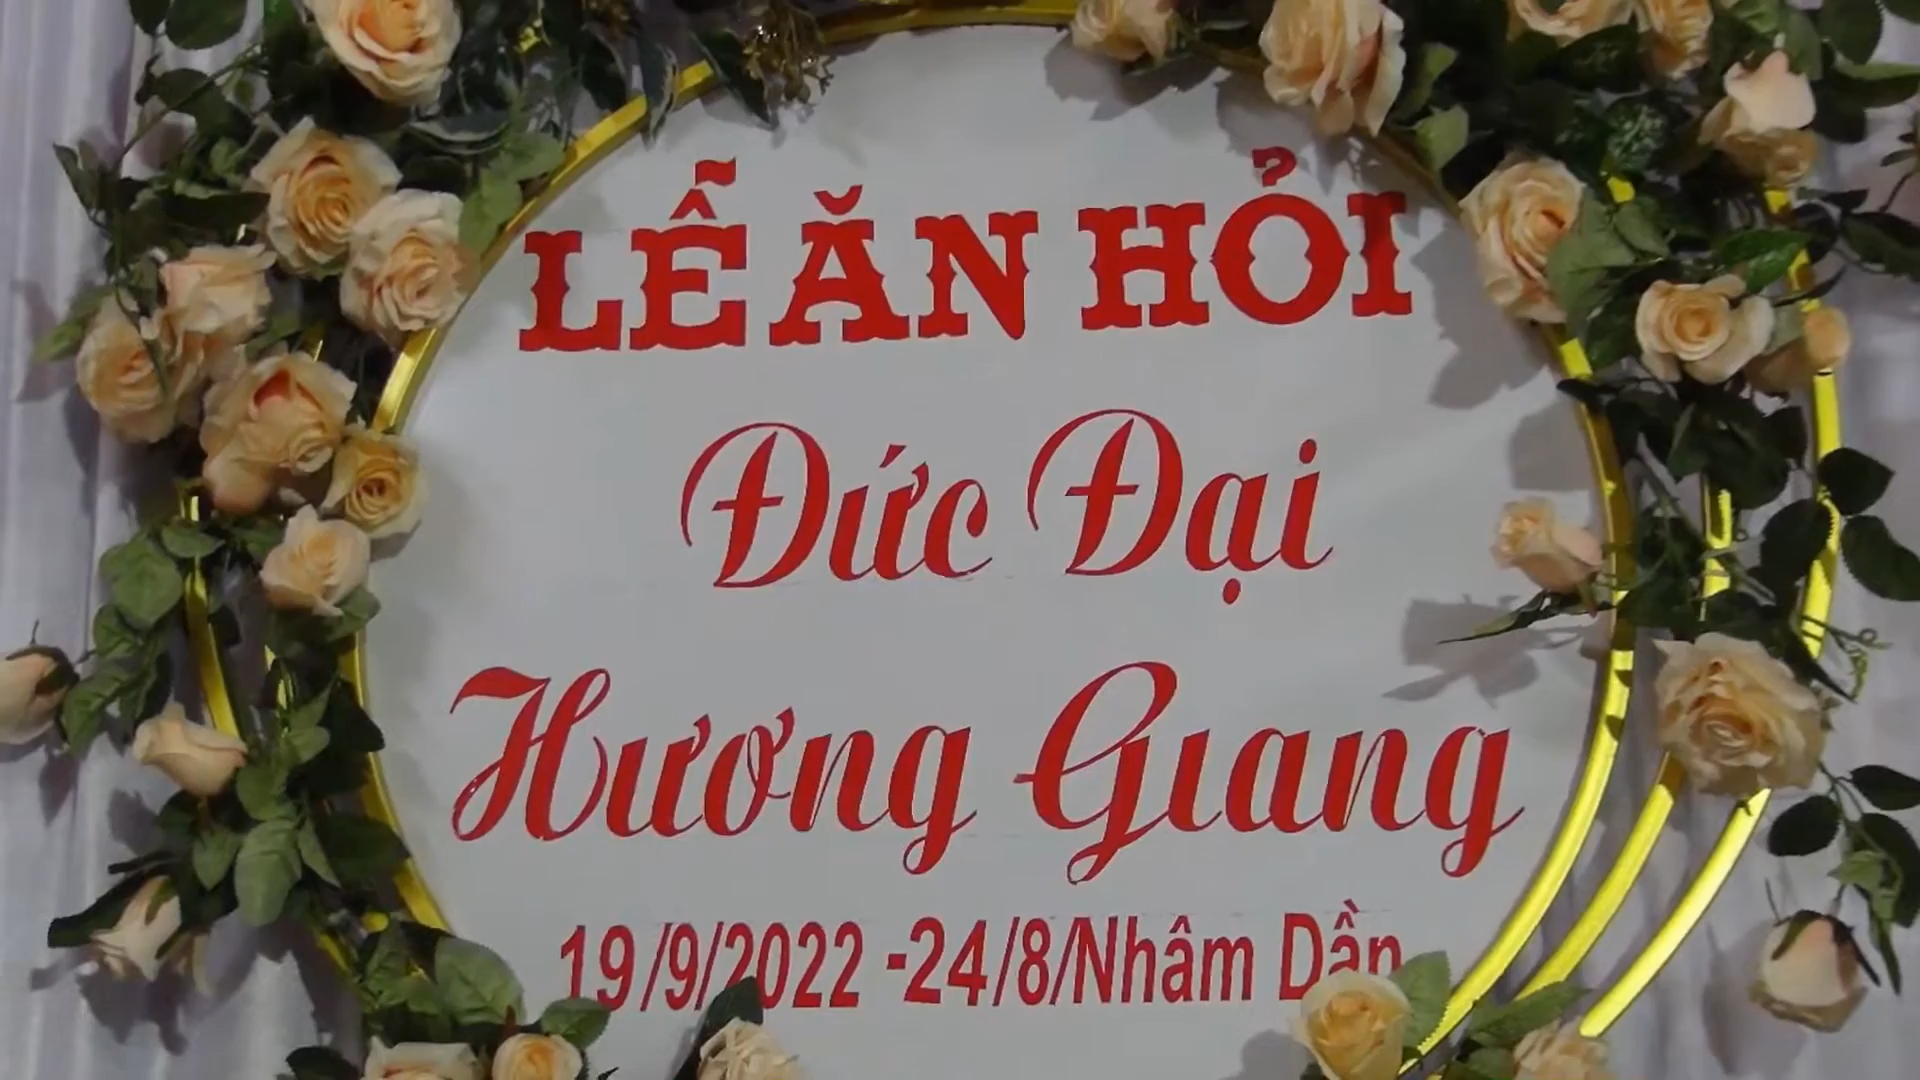 LỄ ĂN HỎI
Đức Đại
Hương Giang
19/9/2022 -24/8/Nhâm Dần